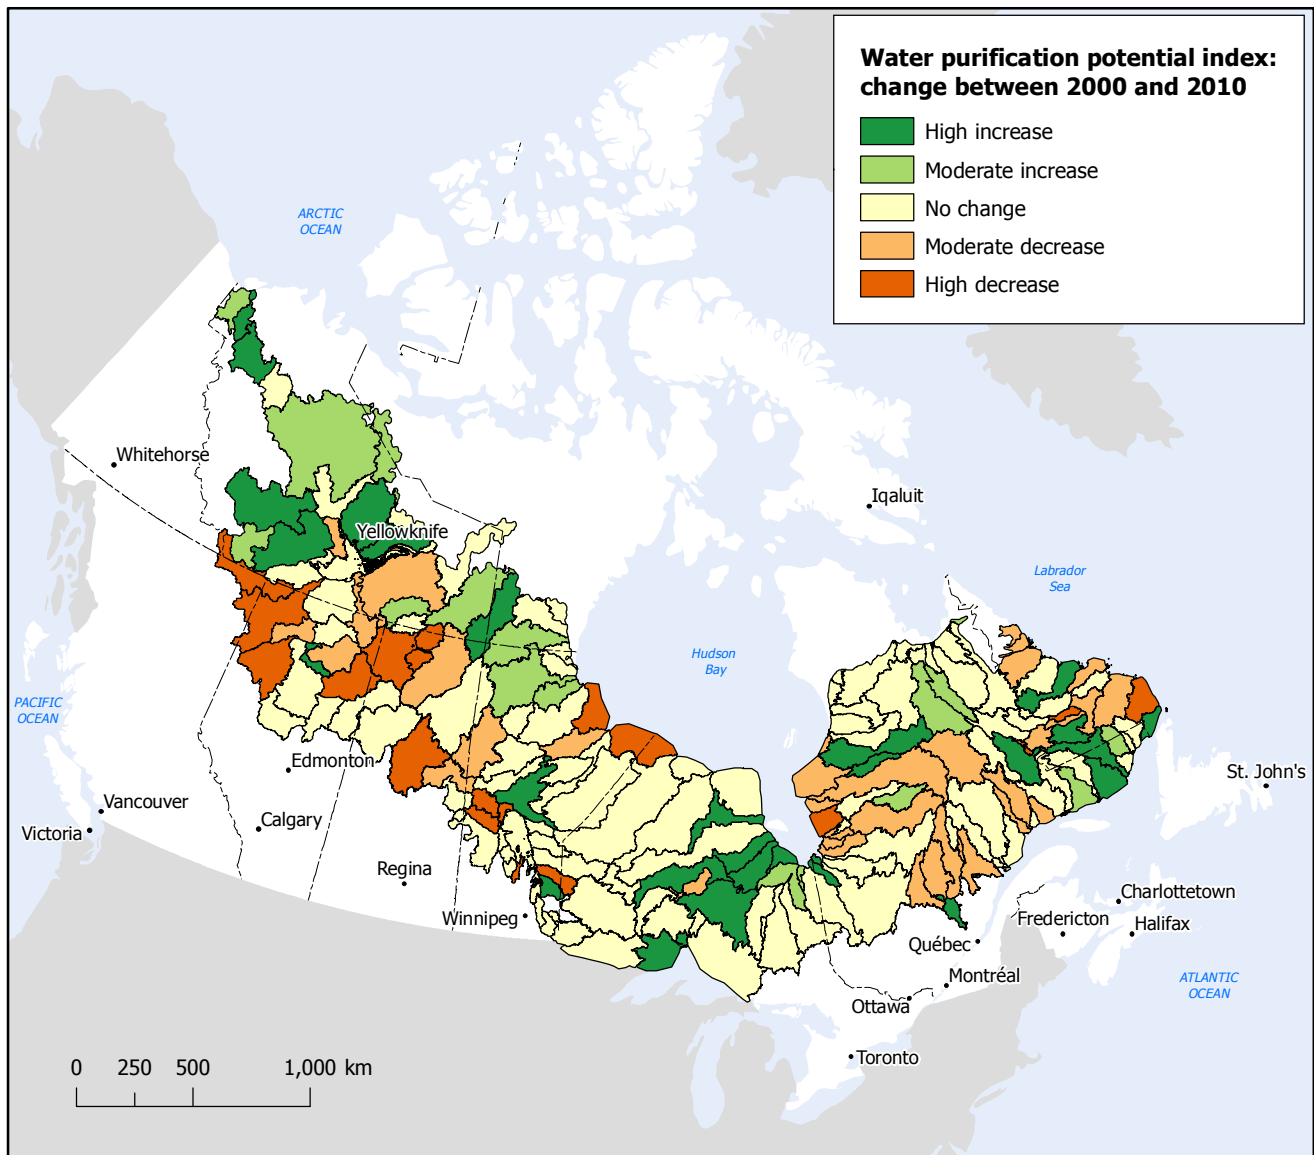 Water purification potential index:
change between 2000 and 2010
High increase
Moderate increase
No change
Moderate decrease
High decrease
ARCTIC
OCEAN
Whitehorse
Iqaluit
Yellowknife
Labrador
Sea
Hudson
Bay
PACIFIC
OCEAN
Edmonton
St. John's
Vancouver
Calgary
Victoria
Regina
Charlottetown
Winnipeg
Fredericton
Halifax
Québec
Montréal
ATLANTIC
OCEAN
Ottawa
Toronto
0 250 500 1,000 km